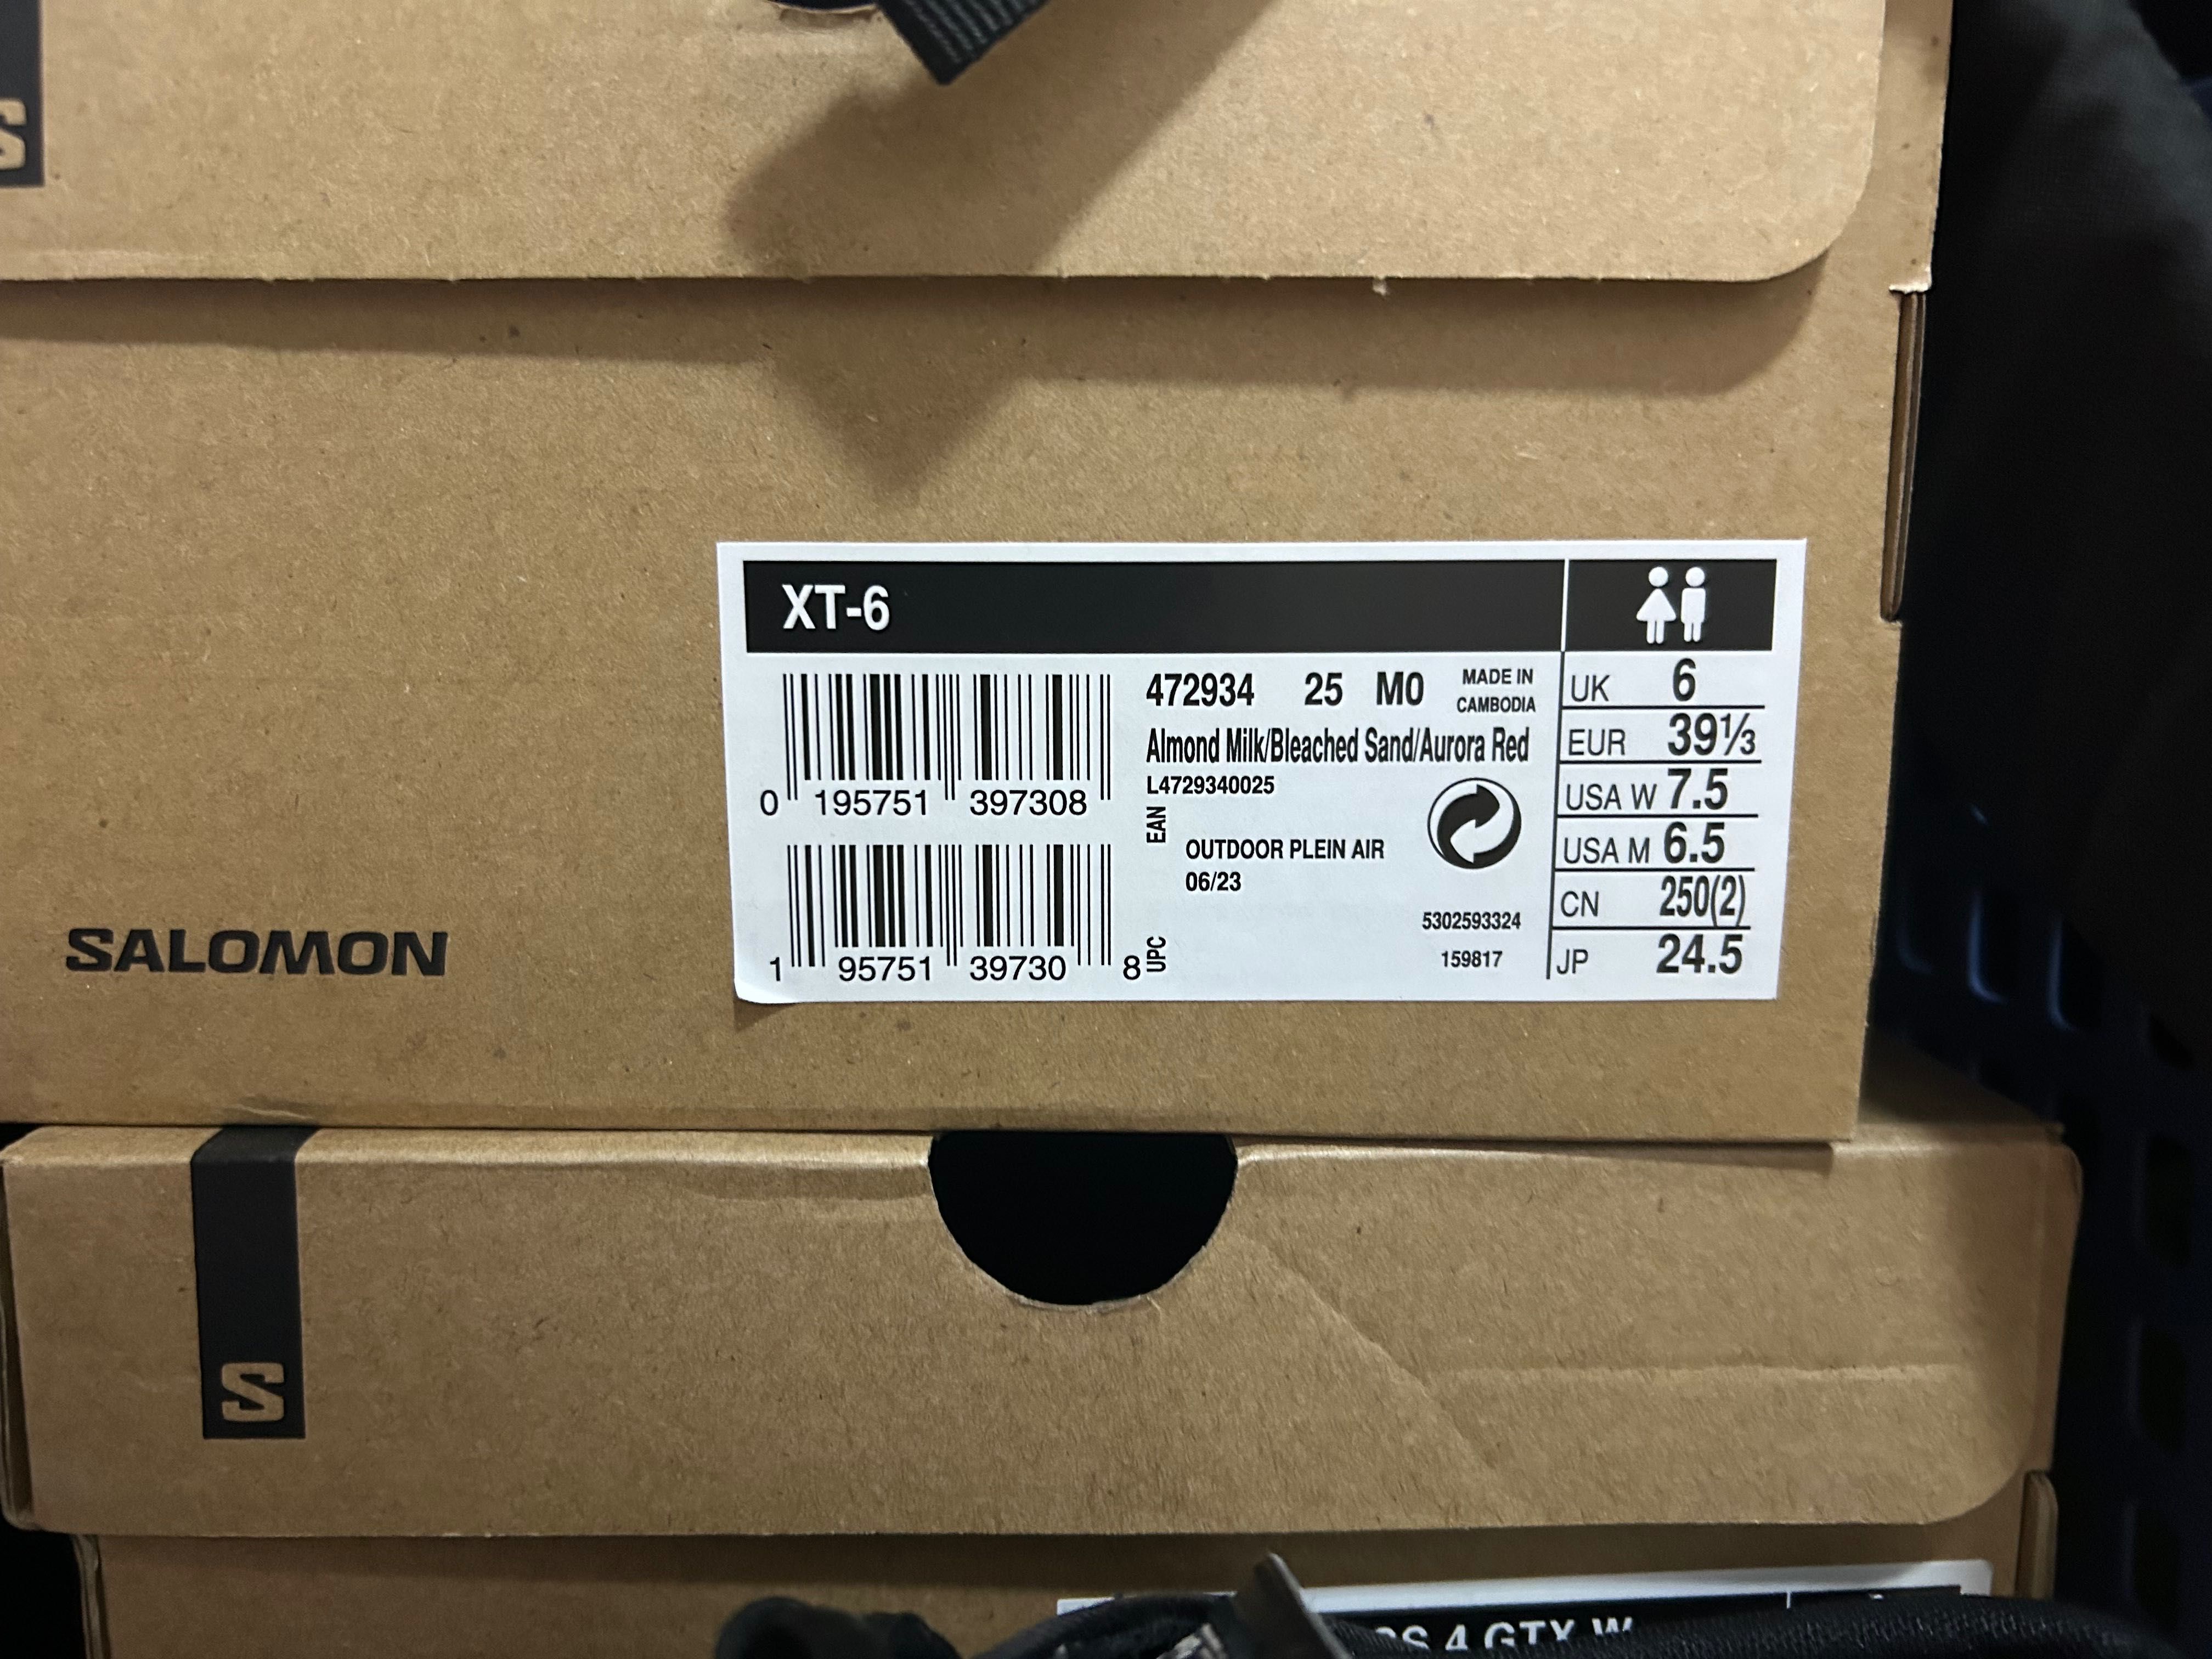 S
XT-6
472934 25 M0 MADE IN
CAMBODIA
Almond Milk/Bleached Sand/Aurora Red
L4729340025
0 195751 397308
EAN
OUTDOOR PLEIN AIR
06/23
5302593324
159817
1 95751 39730 8
UPC
UK 6
EUR 39⅓
USA W 7.5
USA M 6.5
CN 250(2)
JP 24.5
SALOMON
S
4 GTX W